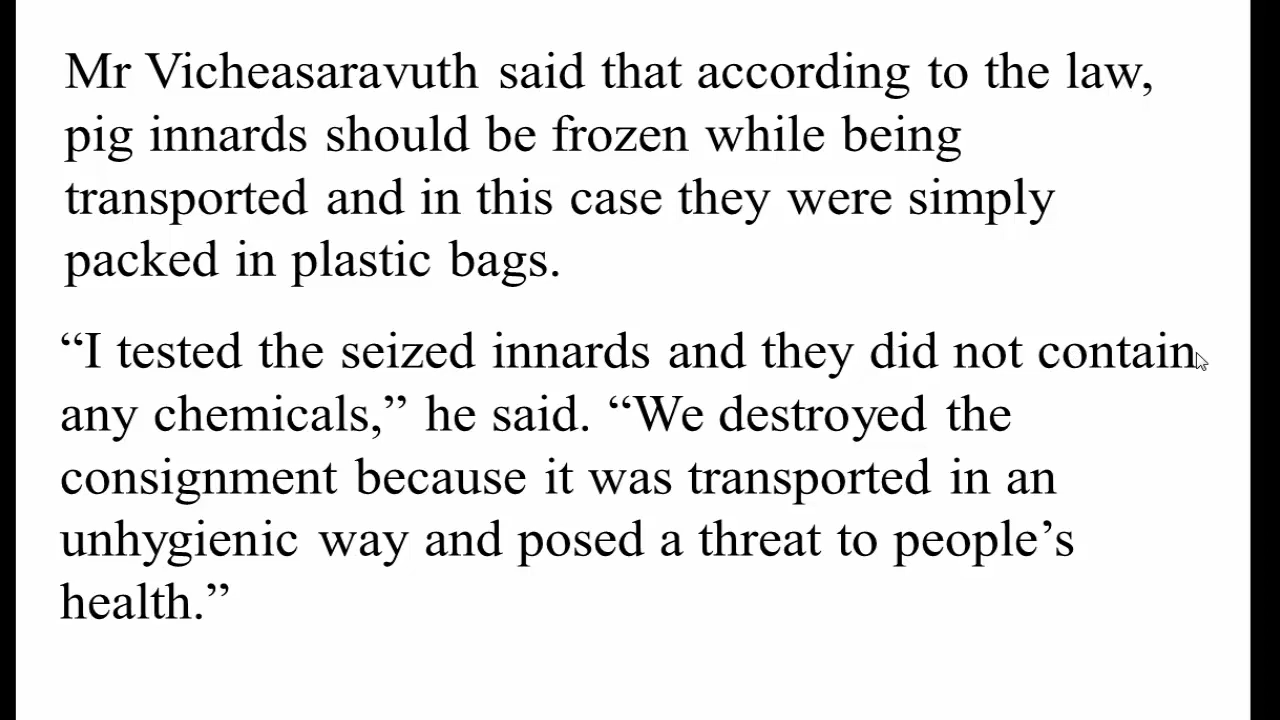 Mr Vicheasaravuth said that according to the law,
pig innards should be frozen while being
transported and in this case they were simply
packed in plastic bags.
“I tested the seized innards and they did not contain
any chemicals,” he said. “We destroyed the
consignment because it was transported in an
unhygienic way and posed a threat to people’s
health.”